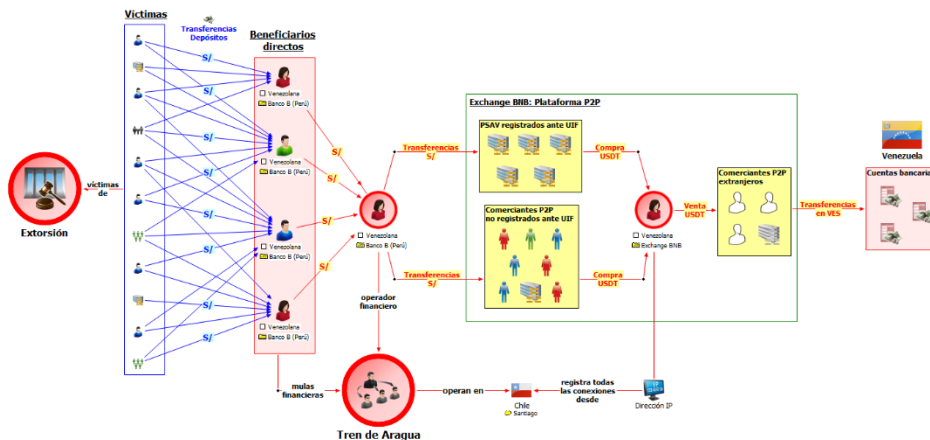 Víctimas
Transferencias
Depósitos
Beneficiarios
directos
S/
S/
S/
S/
S/
S/
S/
S/
Venezolana
Banco B (Perú)
Venezolana
Banco B (Perú)
Venezolana
Banco B (Perú)
Venezolana
Banco B (Perú)
S/
S/
S/
S/
víctimas
de
Extorsión
Venezolana
Banco B (Perú)
Transferencias
S/
Transferencias
S/
Exchange BNB: Plataforma P2P
PSAV registrados ante UIF
Comerciantes P2P
no registrados ante UIF
Compra
USDT
Compra
USDT
Venezolana
Exchange BNB
Venta
USDT
Comerciantes P2P
extranjeros
Transferencias
en VES
Venezuela
Cuentas bancaria
operador
financiero
mulas
financieras
Tren de Aragua
operan en
Chile
Santiago
registra todas
las conexiones
desde
IP
Dirección IP